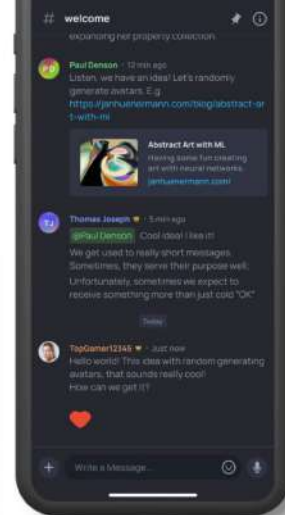 # welcome
expanding her property collection.
PD
Paul Denson · 12 min ago
Listen, we have an idea! Let's randomly
generate avatars. E.g.
https://janhuenermann.com/blog/abstract-ar
t-with-ml
Abstract Art with ML
Having some fun creating
art with neural networks.
janhuenermann.com/
TJ
Thomas Joseph · 5 min ago
@Paul Denson Cool idea! I like it!
We get used to really short messages.
Sometimes, they serve their purpose well.
Unfortunately, sometimes we expect to
receive something more than just cold "OK"
Today
TopGamer12345 · Just now
Hello world! This idea with random generating
avatars, that sounds really cool!
How can we get it?
Write a Message...